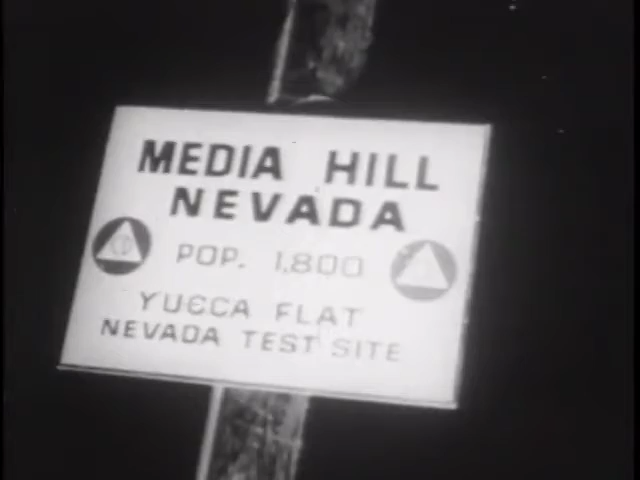 MEDIA HILL
NEVADA
POP. 1,800
YUCCA FLAT
NEVADA TEST SITE